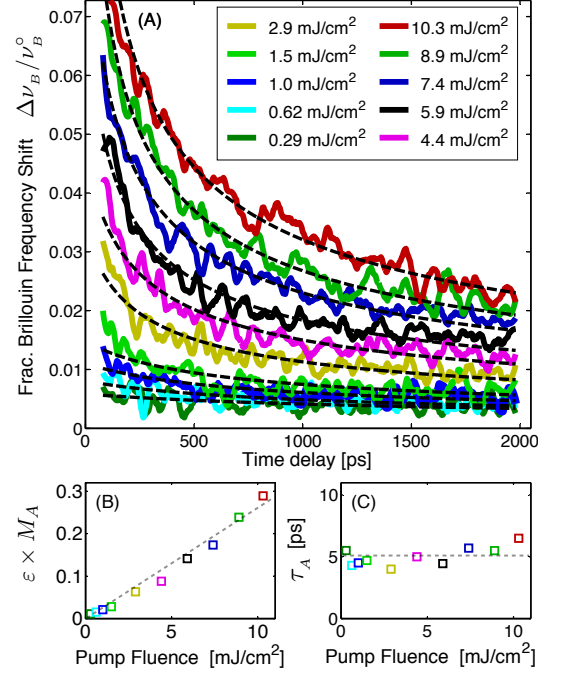 (A)
2.9 mJ/cm²
1.5 mJ/cm²
1.0 mJ/cm²
0.62 mJ/cm²
0.29 mJ/cm²
10.3 mJ/cm²
8.9 mJ/cm²
7.4 mJ/cm²
5.9 mJ/cm²
4.4 mJ/cm²
Frac. Brillouin Frequency Shift Δν_B/ν_B°
0.07
0.06
0.05
0.04
0.03
0.02
0.01
0
0 500 1000 1500 2000
Time delay [ps]
(B)
ε × M_A
0.3
0.2
0.1
0
0 5 10
Pump Fluence [mJ/cm²]
(C)
τ_A [ps]
10
5
0
0 5 10
Pump Fluence [mJ/cm²]